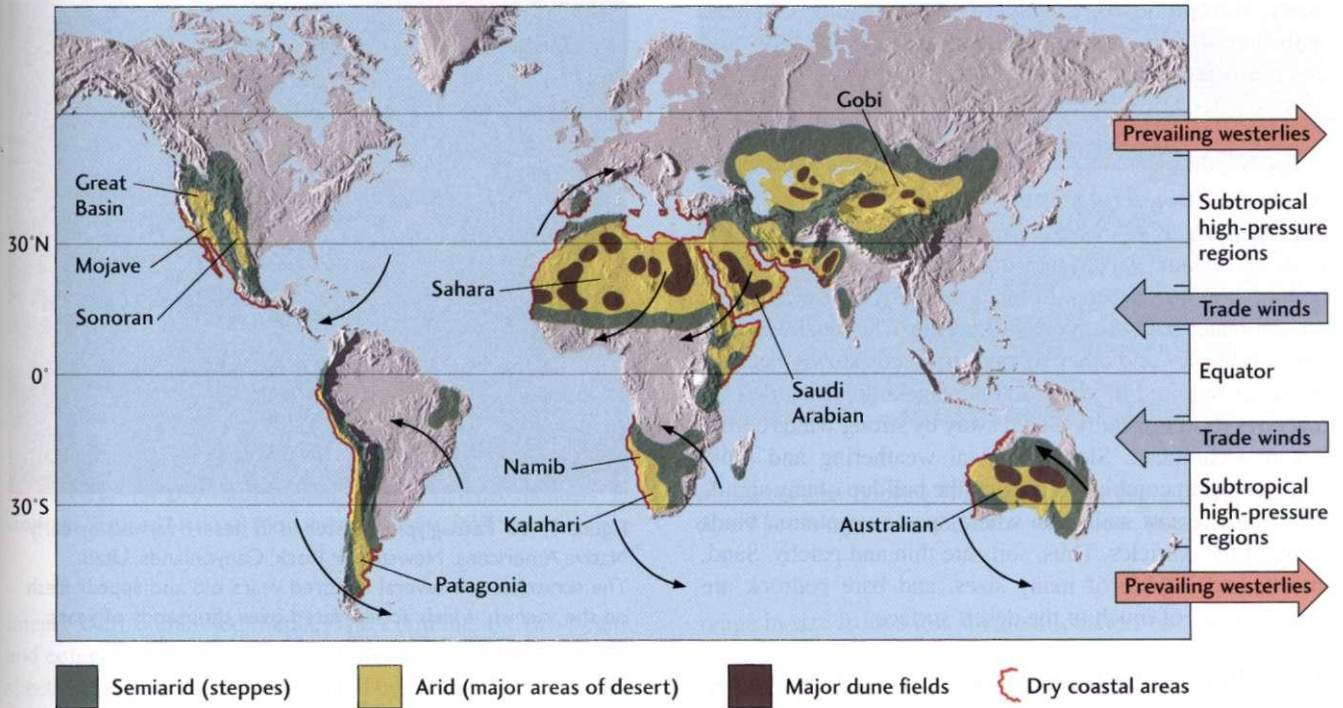 Gobi
Prevailing westerlies
Great
Basin
Subtropical
high-pressure
regions
30°N
Mojave
Sahara
Trade winds
Sonoran
0°
Equator
Saudi
Arabian
Trade winds
Namib
30°S
Subtropical
high-pressure
regions
Kalahari
Australian
Patagonia
Prevailing westerlies
Semiarid (steppes)
Arid (major areas of desert)
Major dune fields
Dry coastal areas